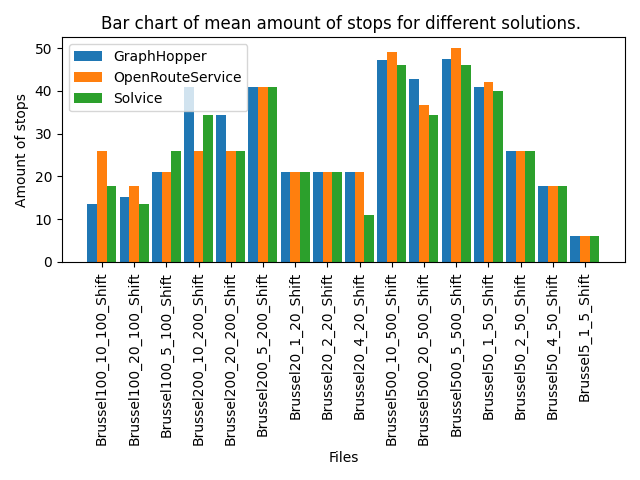 Bar chart of mean amount of stops for different solutions.
GraphHopper
OpenRouteService
Solvice
Amount of stops
50
40
30
20
10
0
Brussel100_10_100_Shift
Brussel100_20_100_Shift
Brussel100_5_100_Shift
Brussel200_10_200_Shift
Brussel200_20_200_Shift
Brussel200_5_200_Shift
Brussel20_1_20_Shift
Brussel20_2_20_Shift
Brussel20_4_20_Shift
Brussel500_10_500_Shift
Brussel500_20_500_Shift
Brussel500_5_500_Shift
Brussel50_1_50_Shift
Brussel50_2_50_Shift
Brussel50_4_50_Shift
Brussel5_1_5_Shift
Files